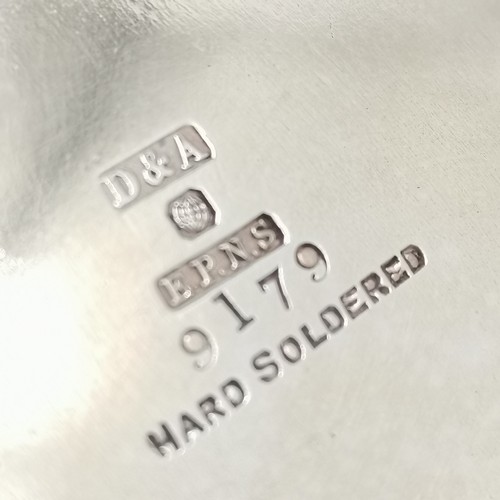 D&A
E.P.N.S
9179
HARD SOLDERED